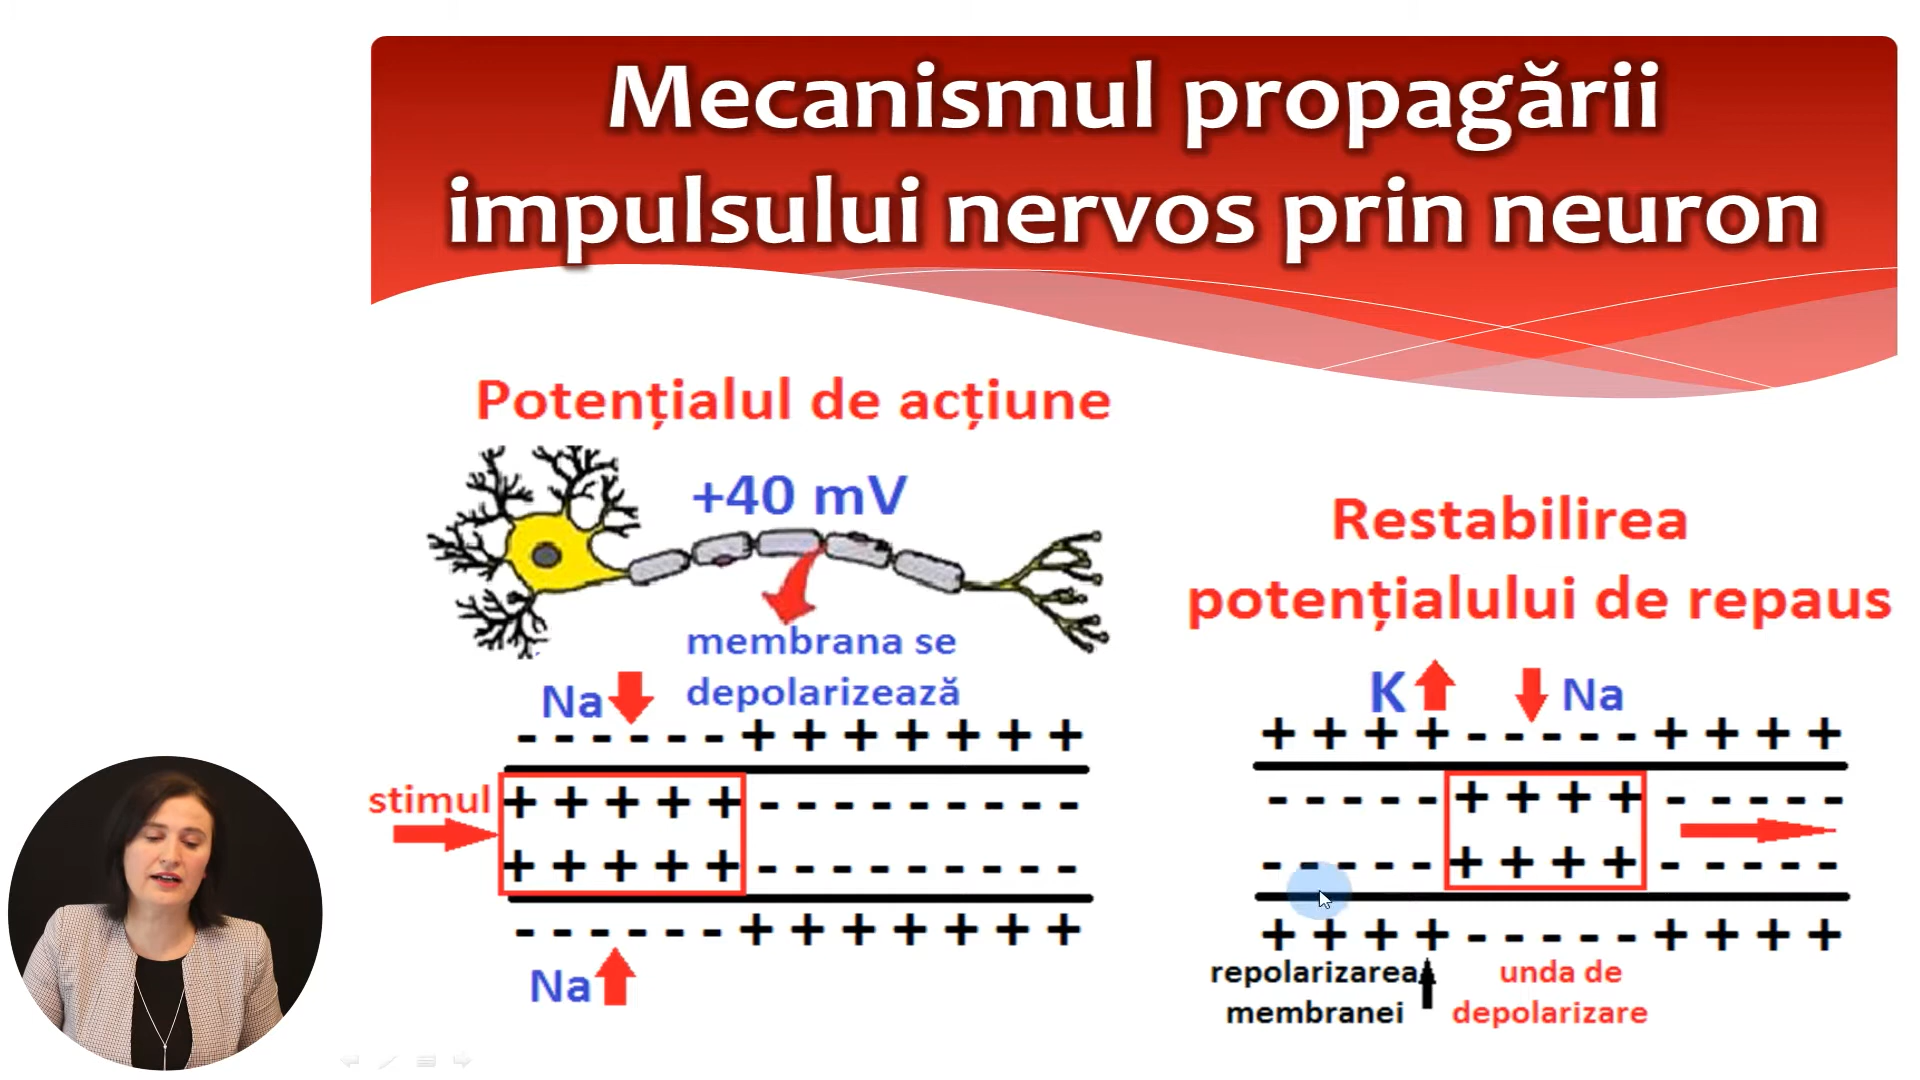 Mecanismul propagării
impulsului nervos prin neuron
Potențialul de acțiune
+40 mV
membrana se
depolarizează
Na
- - - - - - + + + + + + +
stimul
+ + + + + - - - - - - - - -
+ + + + + - - - - - - - - -
- - - - - - + + + + + + +
Na
Restabilirea
potențialului de repaus
K Na
+ + + + - - - - - + + + +
- - - - - + + + + - - - - -
- - - - - + + + + - - - - -
+ + + + - - - - - + + + +
repolarizarea
membranei
unda de
depolarizare